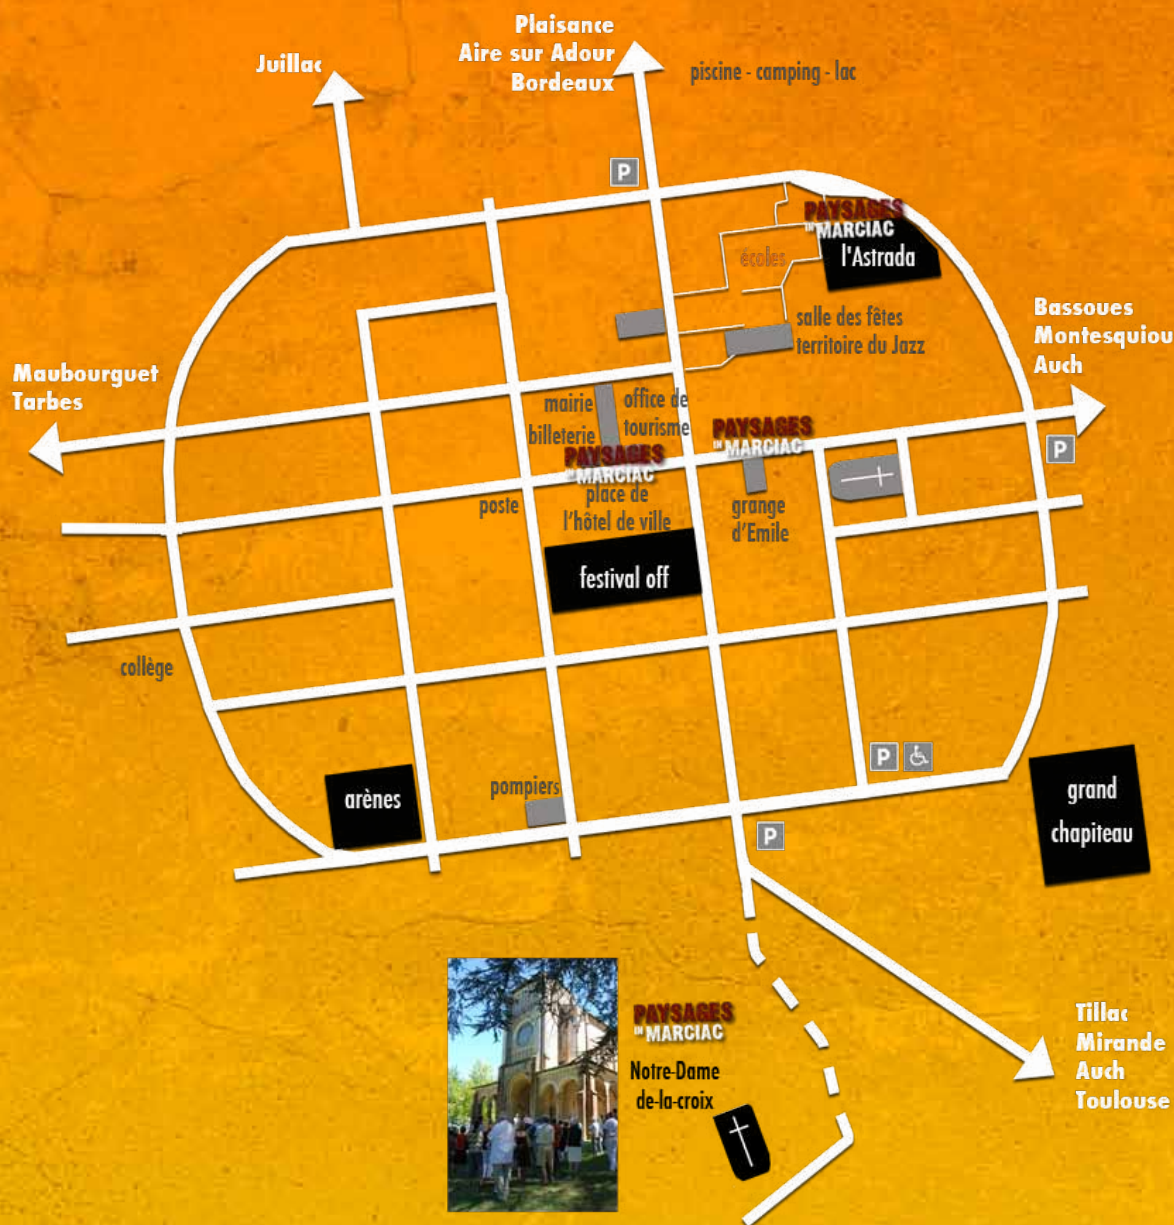 Plaisance
Aire sur Adour
Bordeaux
Juillac
piscine - camping - lac
P
PAYSAGES
IN MARCIAC
l'Astrada
écoles
salle des fêtes
territoire du Jazz
Bassoues
Montesquiou
Auch
Maubourguet
Tarbes
mairie
billeterie
office de
tourisme
PAYSAGES
IN MARCIAC
PAYSAGES
IN MARCIAC
P
poste
place de
l'hôtel de ville
grange
d'Emile
festival off
collège
arènes
pompiers
P
grand
chapiteau
P
PAYSAGES
IN MARCIAC
Notre-Dame
de-la-croix
Tillac
Mirande
Auch
Toulouse